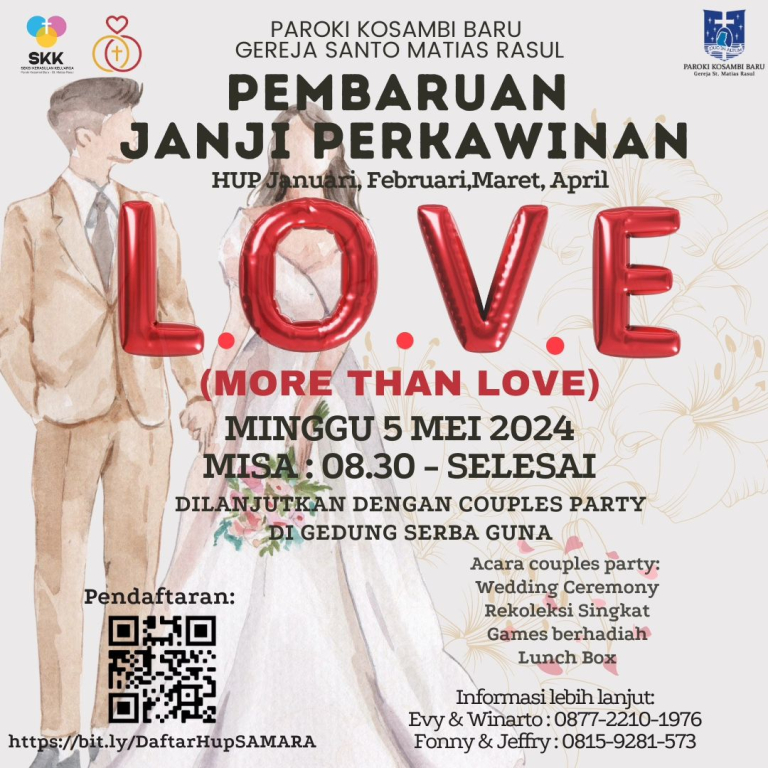 PAROKI KOSAMBI BARU
GEREJA SANTO MATIAS RASUL
SKK
PAROKI KOSAMBI BARU
Gereja St. Matias Rasul
PEMBARUAN
JANJI PERKAWINAN
HUP Januari, Februari,Maret, April
L.O.V.E
(MORE THAN LOVE)
MINGGU 5 MEI 2024
MISA : 08.30 - SELESAI
DILANJUTKAN DENGAN COUPLES PARTY
DI GEDUNG SERBA GUNA
Acara couples party:
Wedding Ceremony
Rekoleksi Singkat
Games berhadiah
Lunch Box
Pendaftaran:
https://bit.ly/DaftarHupSAMARA
Informasi lebih lanjut:
Evy & Winarto : 0877-2210-1976
Fonny & Jeffry : 0815-9281-573